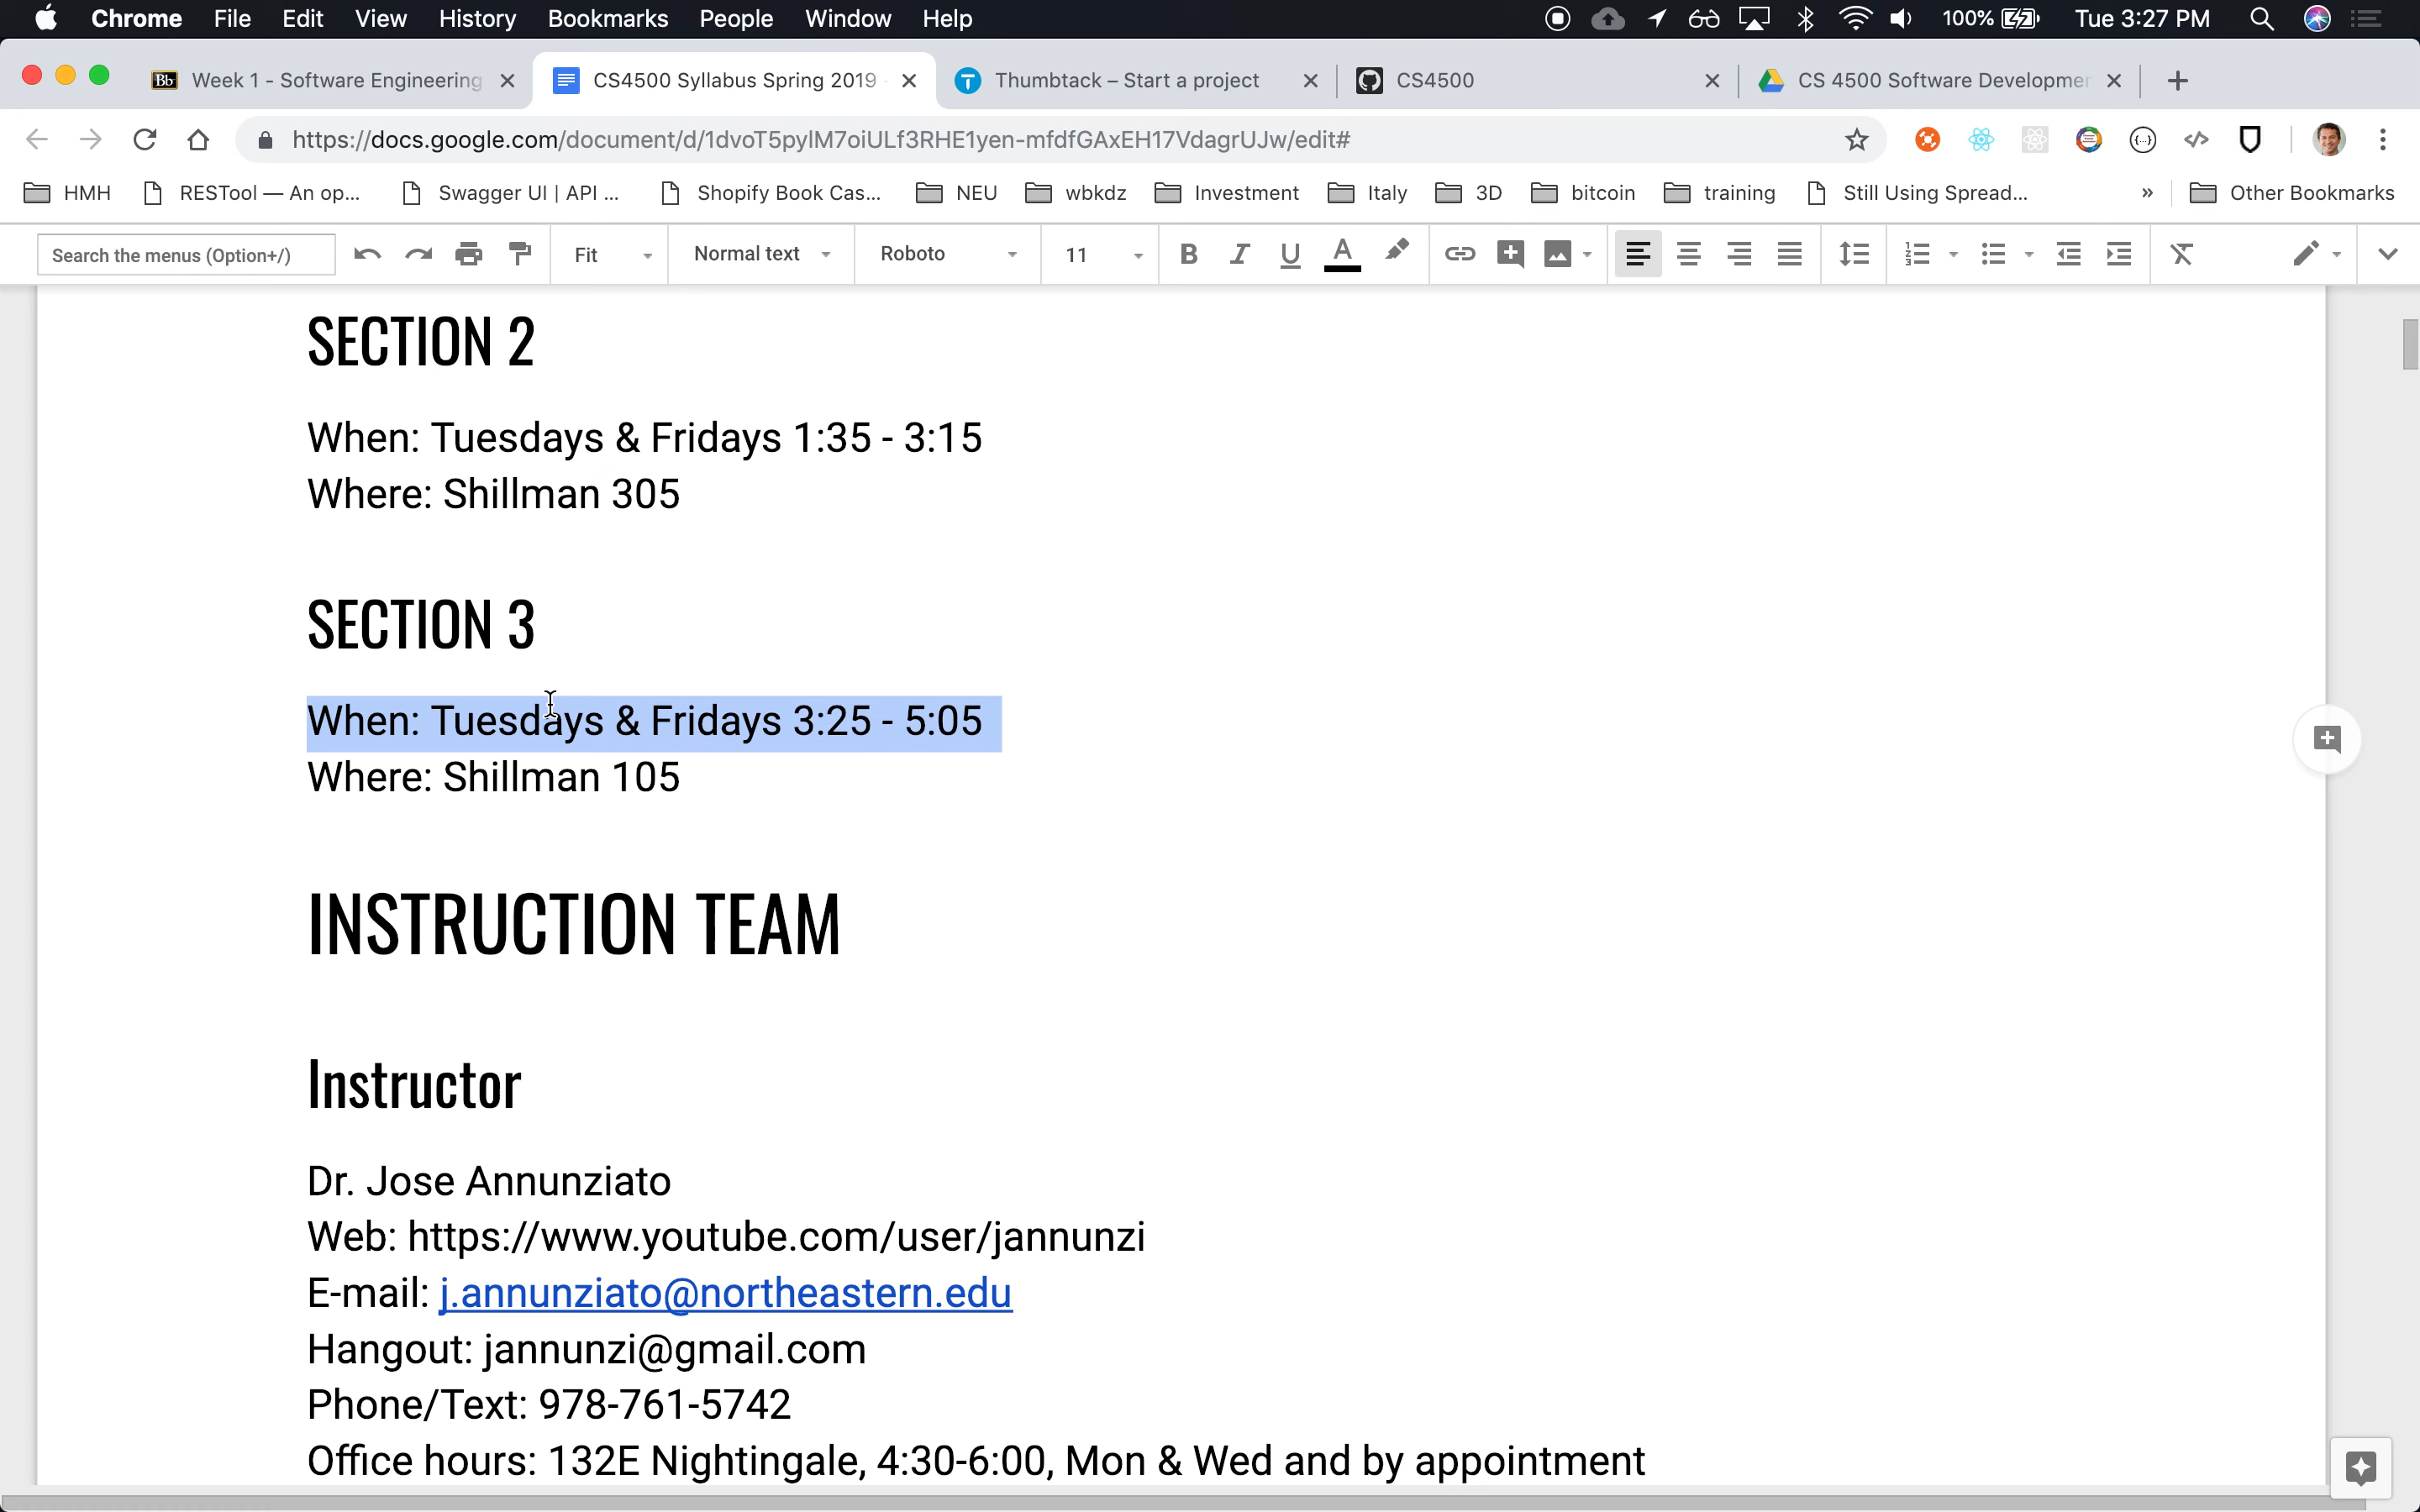 Chrome File Edit View History Bookmarks People Window Help 100% Tue 3:27 PM
Bb Week 1 - Software Engineering CS4500 Syllabus Spring 2019 - Thumbtack – Start a project CS4500 CS 4500 Software Developmen
https://docs.google.com/document/d/1dvoT5pylM7oiULf3RHE1yen-mfdfGAxEH17VdagrUJw/edit#
HMH RESTool — An op... Swagger UI | API ... Shopify Book Cas... NEU wbkdz Investment Italy 3D bitcoin training Still Using Spread... » Other Bookmarks
Search the menus (Option+/) Fit Normal text Roboto 11 B I U A
SECTION 2
When: Tuesdays & Fridays 1:35 - 3:15
Where: Shillman 305
SECTION 3
When: Tuesdays & Fridays 3:25 - 5:05
Where: Shillman 105
INSTRUCTION TEAM
Instructor
Dr. Jose Annunziato
Web: https://www.youtube.com/user/jannunzi
E-mail: j.annunziato@northeastern.edu
Hangout: jannunzi@gmail.com
Phone/Text: 978-761-5742
Office hours: 132E Nightingale, 4:30-6:00, Mon & Wed and by appointment